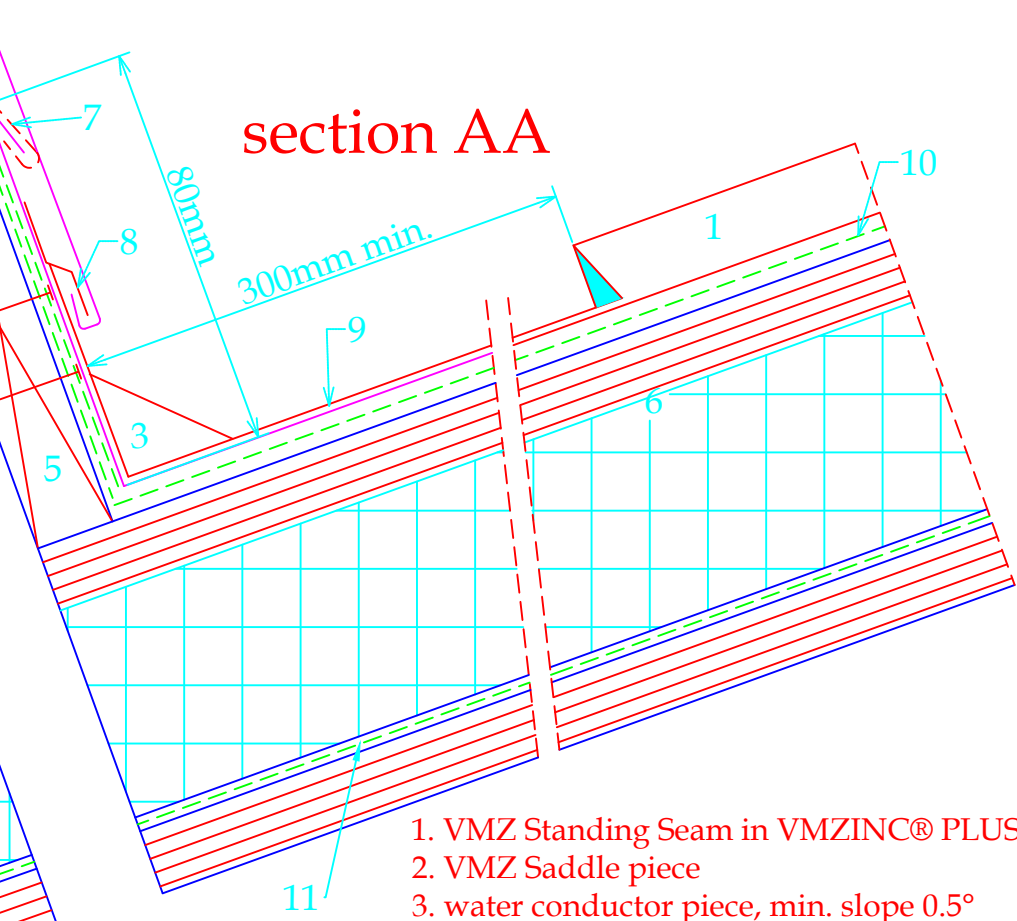 7
section AA
10
80mm
1
8
300mm min.
9
6
3
5
1. VMZ Standing Seam in VMZINC® PLUS
2. VMZ Saddle piece
11
3. water conductor piece, min. slope 0.5°